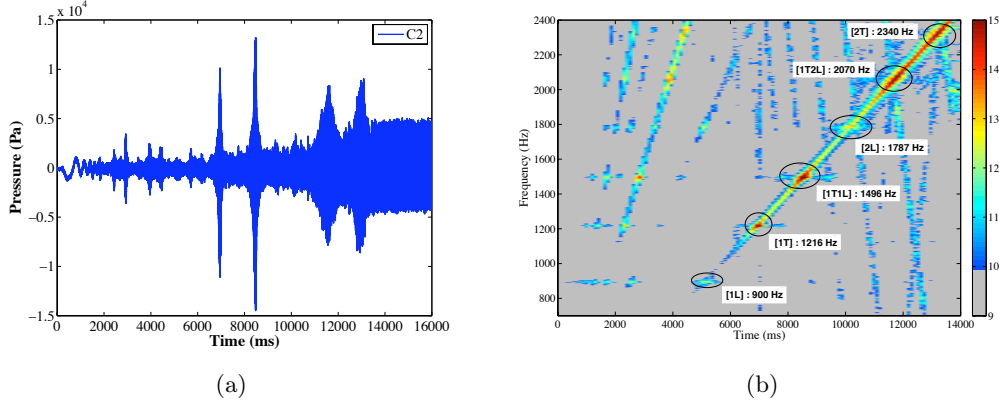 1.5 x 10⁴
C2
1
0.5
0
−0.5
−1
−1.5
0 2000 4000 6000 8000 10000 12000 14000 16000
Pressure (Pa)
Time (ms)
(a)
2400
2200
2000
1800
1600
1400
1200
1000
800
0 2000 4000 6000 8000 10000 12000 14000
Frequency (Hz)
Time (ms)
[2T] : 2340 Hz
[1T2L] : 2070 Hz
[2L] : 1787 Hz
[1T1L] : 1496 Hz
[1T] : 1216 Hz
[1L] : 900 Hz
15
14
13
12
11
10
9
(b)